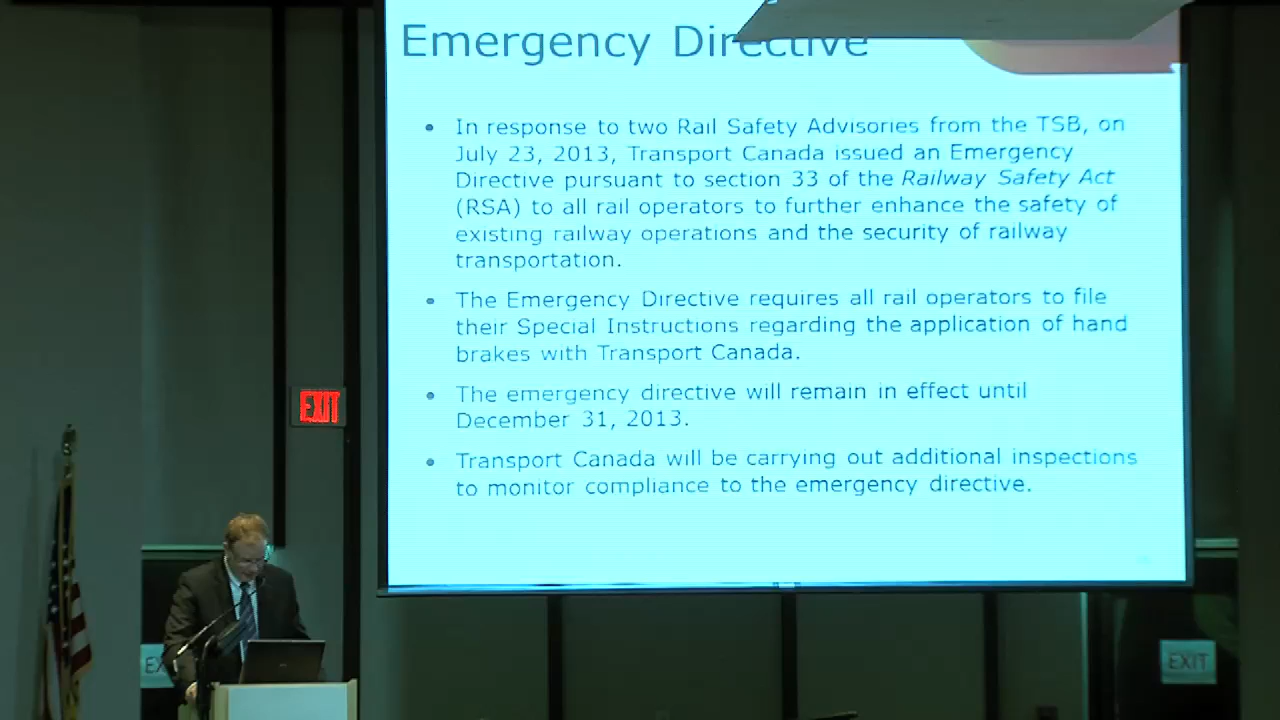 Emergency Directive
• In response to two Rail Safety Advisories from the TSB, on
July 23, 2013, Transport Canada issued an Emergency
Directive pursuant to section 33 of the Railway Safety Act
(RSA) to all rail operators to further enhance the safety of
existing railway operations and the security of railway
transportation.
• The Emergency Directive requires all rail operators to file
their Special Instructions regarding the application of hand
brakes with Transport Canada.
• The emergency directive will remain in effect until
December 31, 2013.
• Transport Canada will be carrying out additional inspections
to monitor compliance to the emergency directive.
EXIT
EX
EXIT